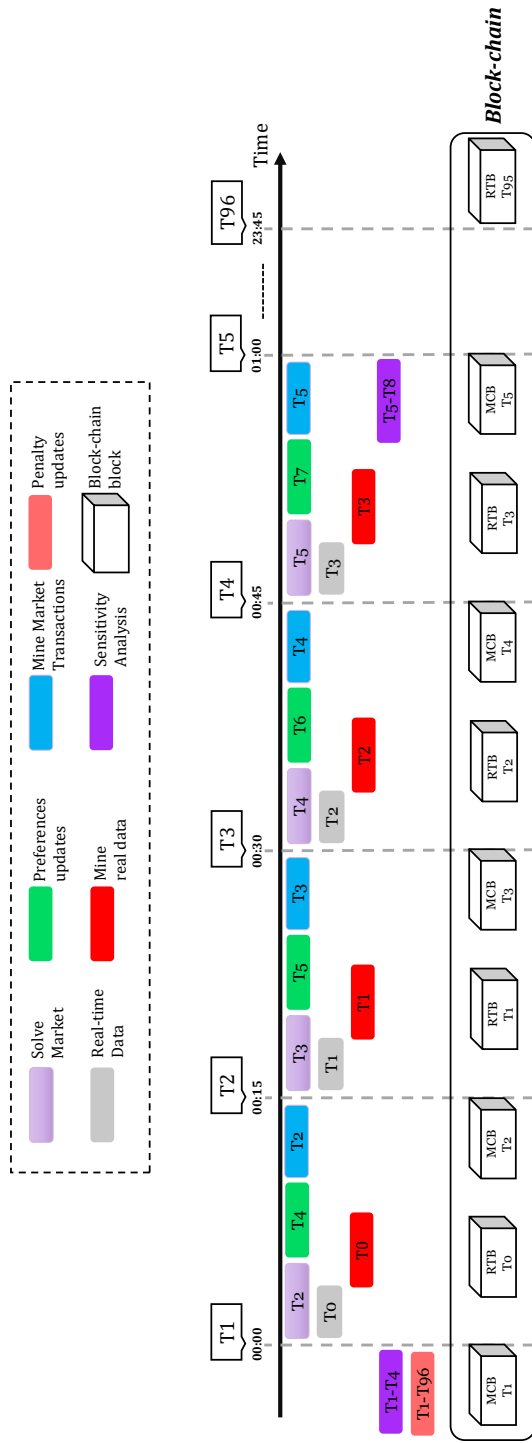 Solve
Market
Preferences
updates
Mine Market
Transactions
Penalty
updates
Real-time
Data
Mine
real data
Sensitivity
Analysis
Block-chain
block
T1
T2
T3
T4
T5
T96
00:00
00:15
00:30
00:45
01:00
23:45
Time
T2
T4
T2
T3
T5
T3
T4
T6
T4
T5
T7
T5
T0
T1
T2
T3
T0
T1
T2
T3
T1-T4
T5-T8
T1-T96
Block-chain
MCB
T1
RTB
T0
MCB
T2
RTB
T1
MCB
T3
RTB
T2
MCB
T4
RTB
T3
MCB
T5
RTB
T95